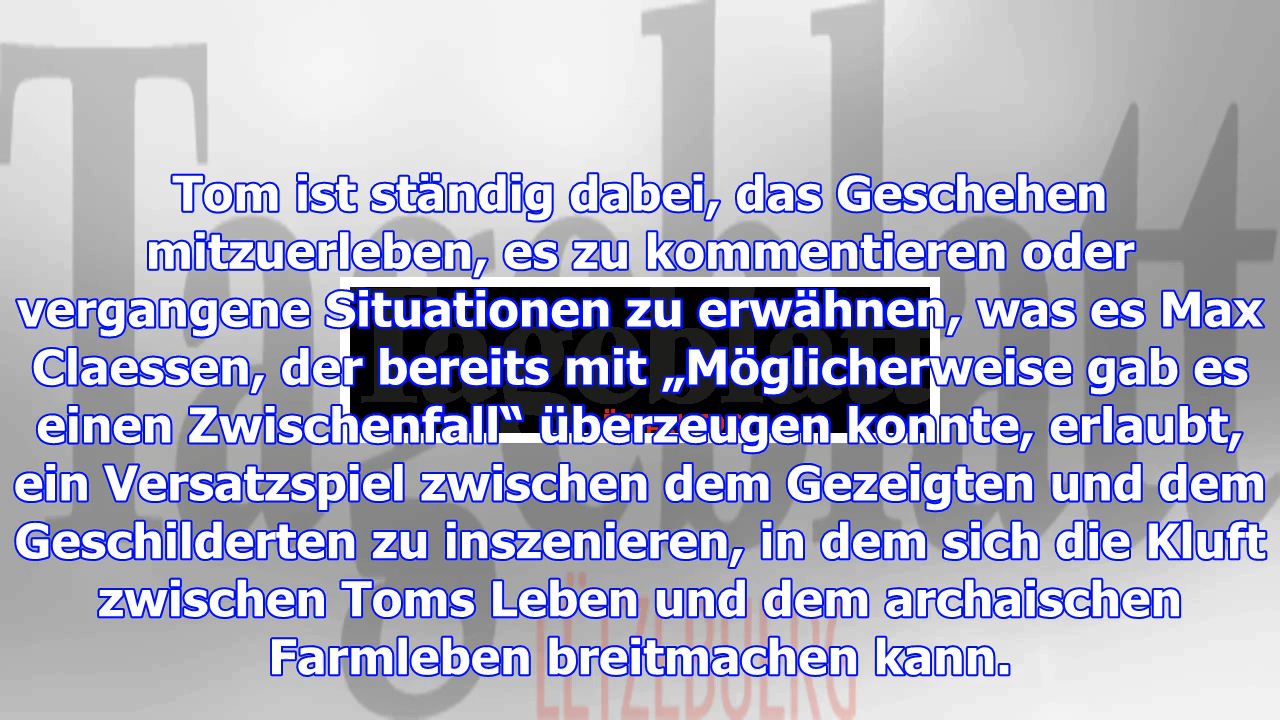 Tageblatt
LËTZEBUERG
Tom ist ständig dabei, das Geschehen
mitzuerleben, es zu kommentieren oder
vergangene Situationen zu erwähnen, was es Max
Claessen, der bereits mit „Möglicherweise gab es
einen Zwischenfall“ überzeugen konnte, erlaubt,
ein Versatzspiel zwischen dem Gezeigten und dem
Geschilderten zu inszenieren, in dem sich die Kluft
zwischen Toms Leben und dem archaischen
Farmleben breitmachen kann.